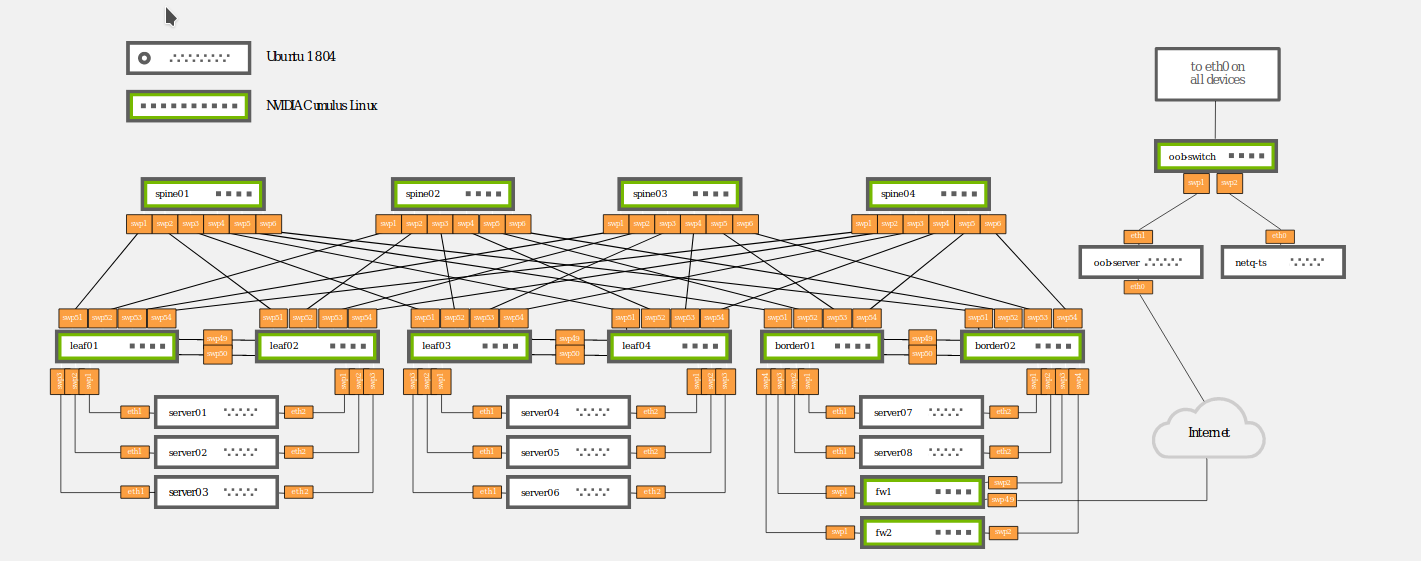 Ubuntu 1804
NVIDIA Cumulus Linux
to eth0 on
all devices
oob-switch
swp1 swp2
spine01 spine02 spine03 spine04
swp1 swp2 swp3 swp4 swp5 swp6 swp1 swp2 swp3 swp4 swp5 swp6 swp1 swp2 swp3 swp4 swp5 swp6 swp1 swp2 swp3 swp4 swp5 swp6
eth1 eth0
oob-server netq-ts
eth0
swp51 swp52 swp53 swp54 swp51 swp52 swp53 swp54 swp51 swp52 swp53 swp54 swp51 swp52 swp53 swp54 swp51 swp52 swp53 swp54 swp51 swp52 swp53 swp54
swp49 swp49 swp49
leaf01 leaf02 leaf03 leaf04 border01 border02
swp50 swp50 swp50
swp3 swp2 swp1 swp1 swp2 swp3 swp3 swp2 swp1 swp1 swp2 swp3 swp4 swp3 swp2 swp1 swp1 swp2 swp3 swp4
eth1 server01 eth2 eth1 server04 eth2 eth1 server07 eth2
Internet
eth1 server02 eth2 eth1 server05 eth2 eth1 server08 eth2
swp2
eth1 server03 eth2 eth1 server06 eth2 swp1 fw1
swp49
swp1 fw2 swp2